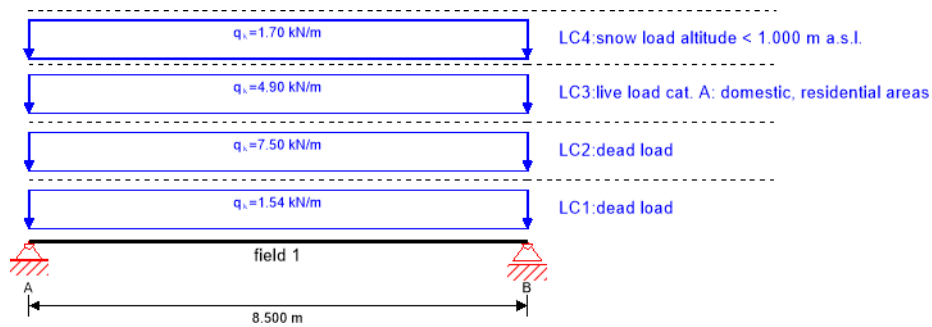 qk=1.70 kN/m
LC4:snow load altitude < 1.000 m a.s.l.
qk=4.90 kN/m
LC3:live load cat. A: domestic, residential areas
qk=7.50 kN/m
LC2:dead load
qk=1.54 kN/m
LC1:dead load
field 1
A
B
8.500 m